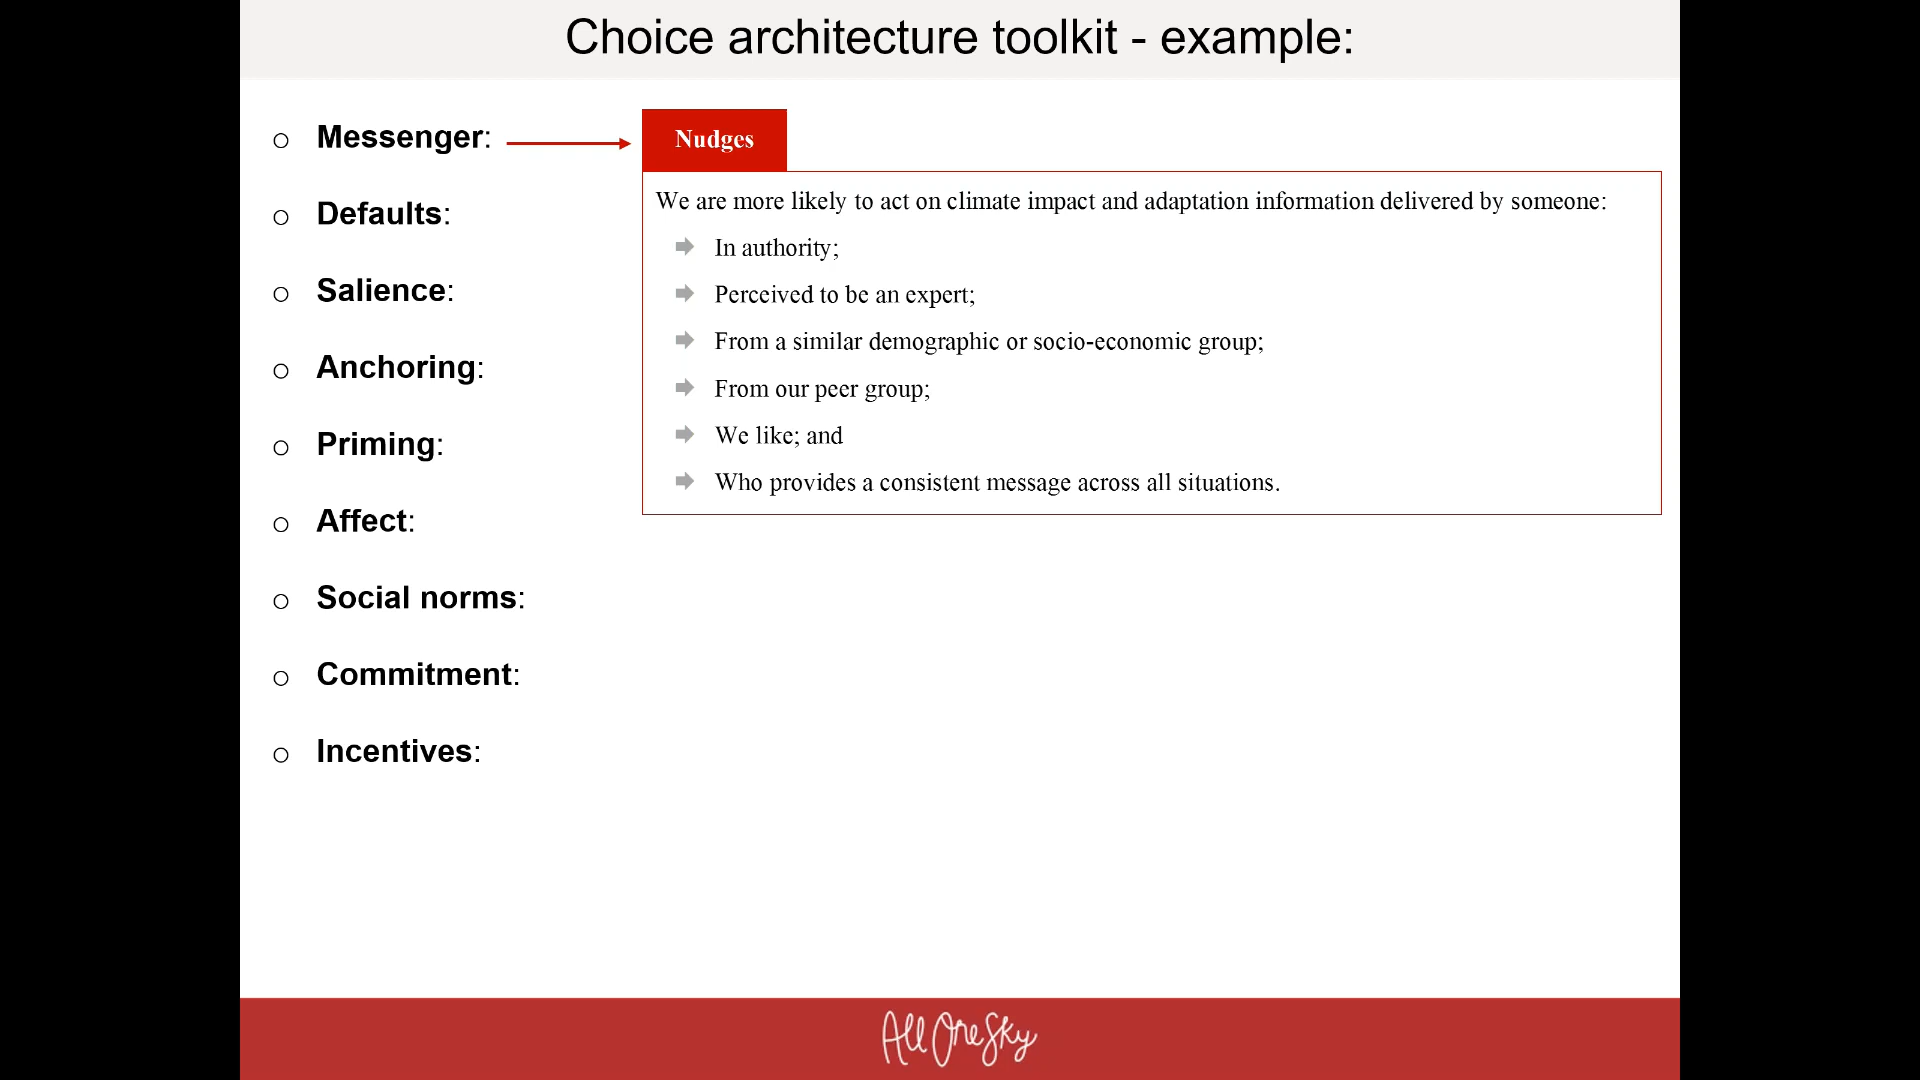 Choice architecture toolkit - example:
Messenger:
Defaults:
Salience:
Anchoring:
Priming:
Affect:
Social norms:
Commitment:
Incentives:
Nudges
We are more likely to act on climate impact and adaptation information delivered by someone:
In authority;
Perceived to be an expert;
From a similar demographic or socio-economic group;
From our peer group;
We like; and
Who provides a consistent message across all situations.
All One Sky